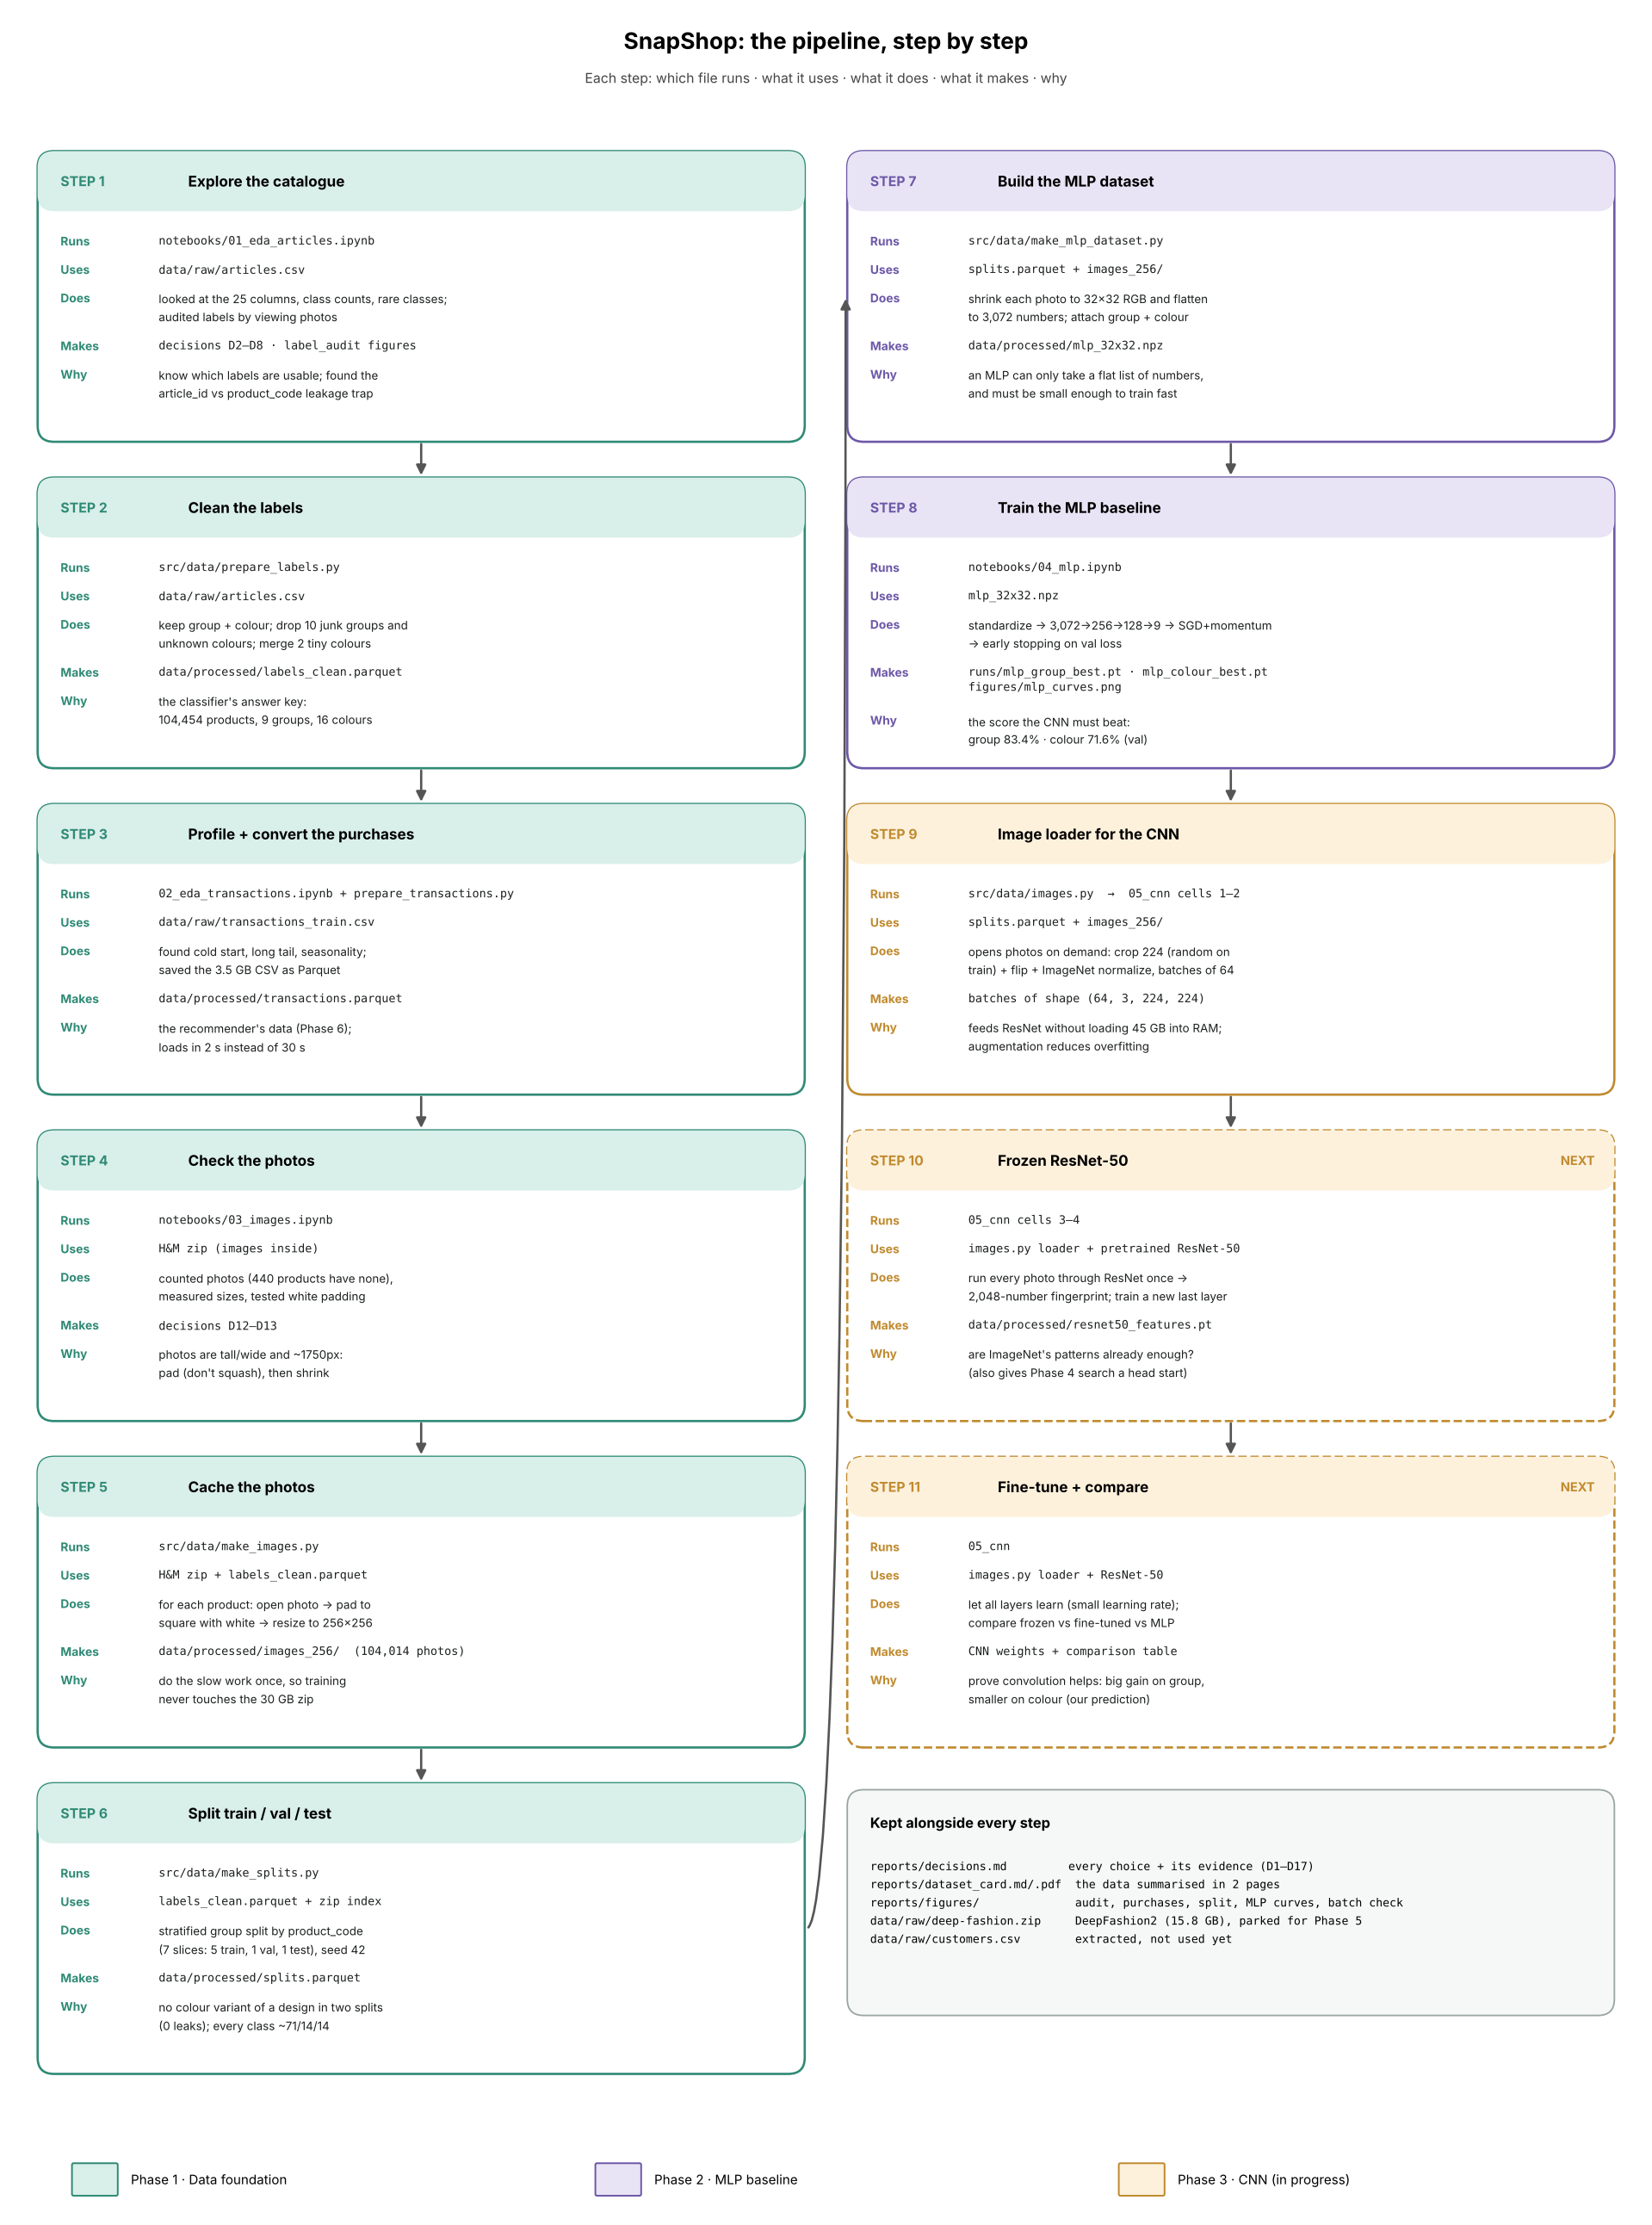 SnapShop: the pipeline, step by step
Each step: which file runs · what it uses · what it does · what it makes · why
STEP 1 Explore the catalogue
Runs notebooks/01_eda_articles.ipynb
Uses data/raw/articles.csv
Does looked at the 25 columns, class counts, rare classes;
audited labels by viewing photos
Makes decisions D2–D8 · label_audit figures
Why know which labels are usable; found the
article_id vs product_code leakage trap
STEP 2 Clean the labels
Runs src/data/prepare_labels.py
Uses data/raw/articles.csv
Does keep group + colour; drop 10 junk groups and
unknown colours; merge 2 tiny colours
Makes data/processed/labels_clean.parquet
Why the classifier's answer key:
104,454 products, 9 groups, 16 colours
STEP 3 Profile + convert the purchases
Runs 02_eda_transactions.ipynb + prepare_transactions.py
Uses data/raw/transactions_train.csv
Does found cold start, long tail, seasonality;
saved the 3.5 GB CSV as Parquet
Makes data/processed/transactions.parquet
Why the recommender's data (Phase 6);
loads in 2 s instead of 30 s
STEP 4 Check the photos
Runs notebooks/03_images.ipynb
Uses H&M zip (images inside)
Does counted photos (440 products have none),
measured sizes, tested white padding
Makes decisions D12–D13
Why photos are tall/wide and ~1750px:
pad (don't squash), then shrink
STEP 5 Cache the photos
Runs src/data/make_images.py
Uses H&M zip + labels_clean.parquet
Does for each product: open photo → pad to
square with white → resize to 256×256
Makes data/processed/images_256/ (104,014 photos)
Why do the slow work once, so training
never touches the 30 GB zip
STEP 6 Split train / val / test
Runs src/data/make_splits.py
Uses labels_clean.parquet + zip index
Does stratified group split by product_code
(7 slices: 5 train, 1 val, 1 test), seed 42
Makes data/processed/splits.parquet
Why no colour variant of a design in two splits
(0 leaks); every class ~71/14/14
STEP 7 Build the MLP dataset
Runs src/data/make_mlp_dataset.py
Uses splits.parquet + images_256/
Does shrink each photo to 32×32 RGB and flatten
to 3,072 numbers; attach group + colour
Makes data/processed/mlp_32x32.npz
Why an MLP can only take a flat list of numbers,
and must be small enough to train fast
STEP 8 Train the MLP baseline
Runs notebooks/04_mlp.ipynb
Uses mlp_32x32.npz
Does standardize → 3,072→256→128→9 → SGD+momentum
→ early stopping on val loss
Makes runs/mlp_group_best.pt · mlp_colour_best.pt
figures/mlp_curves.png
Why the score the CNN must beat:
group 83.4% · colour 71.6% (val)
STEP 9 Image loader for the CNN
Runs src/data/images.py → 05_cnn cells 1–2
Uses splits.parquet + images_256/
Does opens photos on demand: crop 224 (random on
train) + flip + ImageNet normalize, batches of 64
Makes batches of shape (64, 3, 224, 224)
Why feeds ResNet without loading 45 GB into RAM;
augmentation reduces overfitting
STEP 10 Frozen ResNet-50 NEXT
Runs 05_cnn cells 3–4
Uses images.py loader + pretrained ResNet-50
Does run every photo through ResNet once →
2,048-number fingerprint; train a new last layer
Makes data/processed/resnet50_features.pt
Why are ImageNet's patterns already enough?
(also gives Phase 4 search a head start)
STEP 11 Fine-tune + compare NEXT
Runs 05_cnn
Uses images.py loader + ResNet-50
Does let all layers learn (small learning rate);
compare frozen vs fine-tuned vs MLP
Makes CNN weights + comparison table
Why prove convolution helps: big gain on group,
smaller on colour (our prediction)
Kept alongside every step
reports/decisions.md every choice + its evidence (D1–D17)
reports/dataset_card.md/.pdf the data summarised in 2 pages
reports/figures/ audit, purchases, split, MLP curves, batch check
data/raw/deep-fashion.zip DeepFashion2 (15.8 GB), parked for Phase 5
data/raw/customers.csv extracted, not used yet
Phase 1 · Data foundation
Phase 2 · MLP baseline
Phase 3 · CNN (in progress)